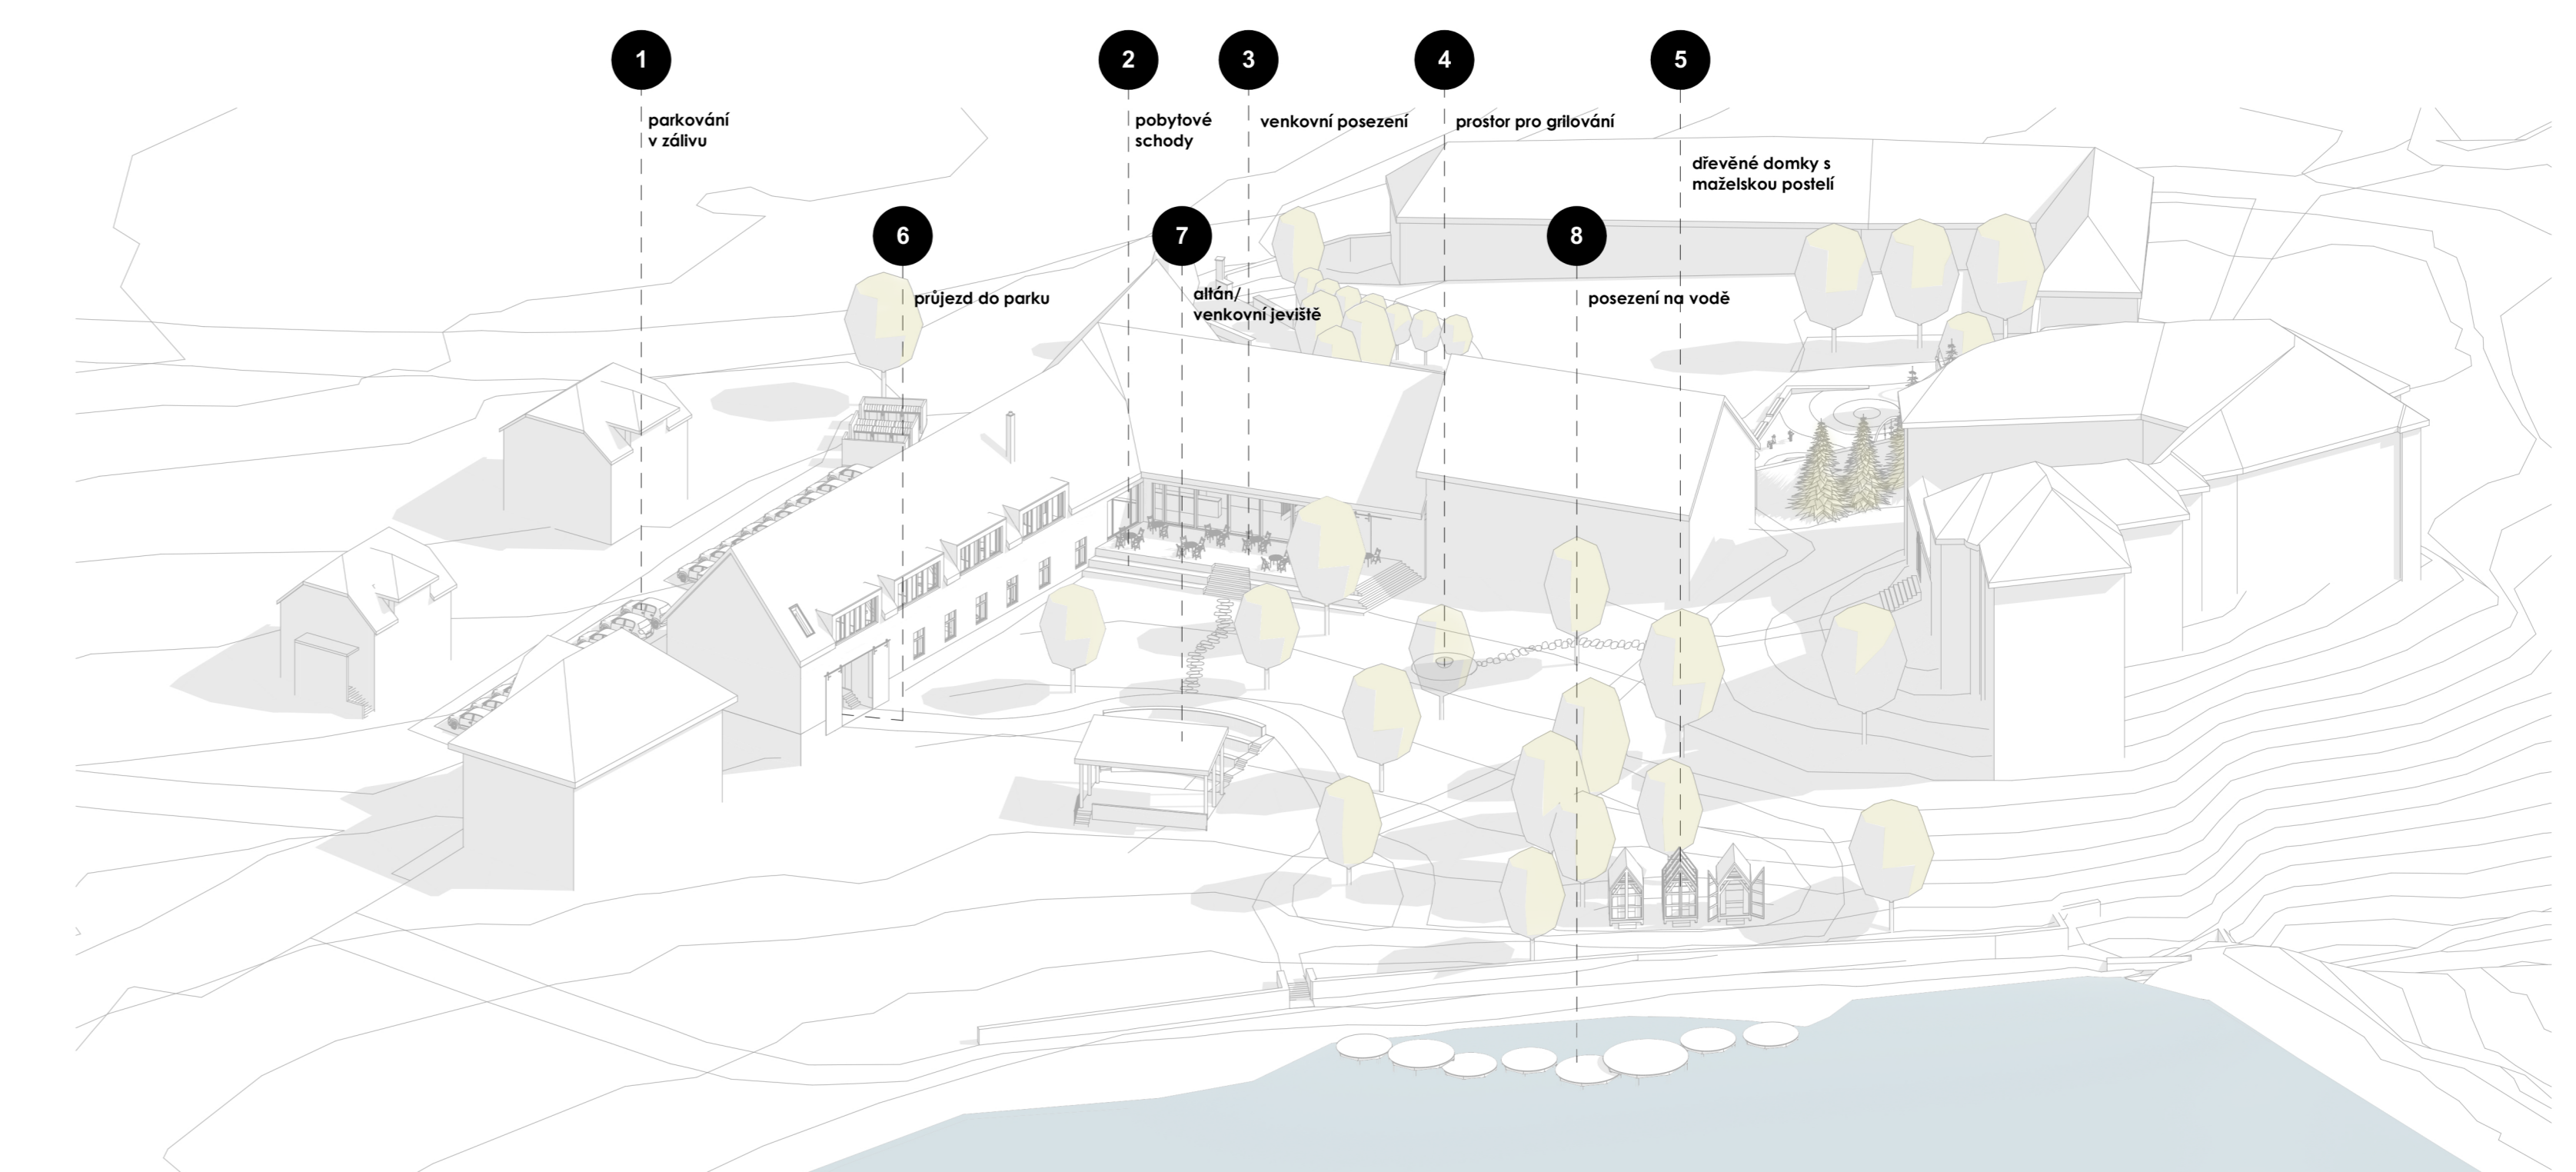 1
parkování
v zálivu
2
pobytové
schody
3
venkovní posezení
4
prostor pro grilování
5
dřevěné domky s
maželskou postelí
6
průjezd do parku
7
altán/
venkovní jeviště
8
posezení na vodě